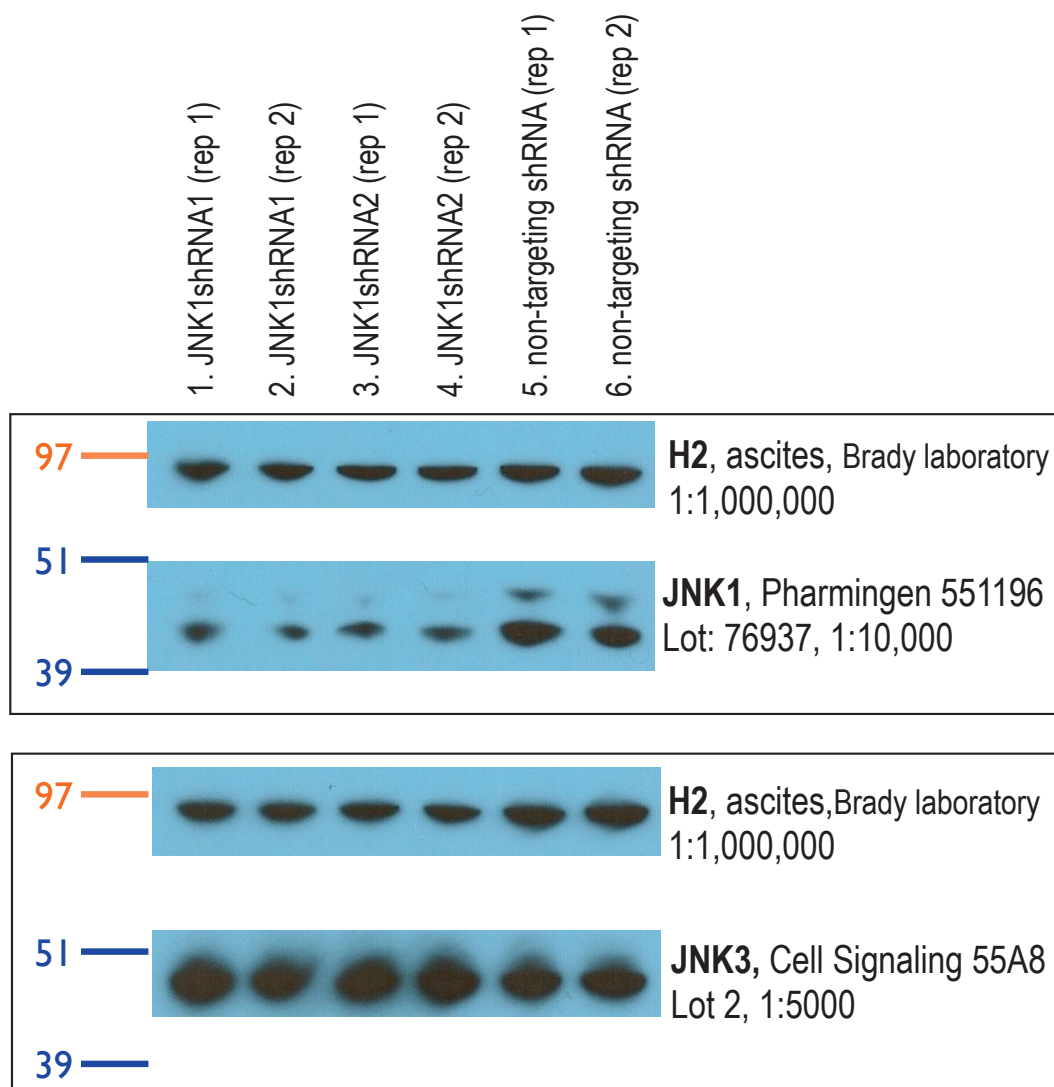 1. JNK1shRNA1 (rep 1)
2. JNK1shRNA1 (rep 2)
3. JNK1shRNA2 (rep 1)
4. JNK1shRNA2 (rep 2)
5. non-targeting shRNA (rep 1)
6. non-targeting shRNA (rep 2)
97
H2, ascites, Brady laboratory
1:1,000,000
51
JNK1, Pharmingen 551196
Lot: 76937, 1:10,000
39
97
H2, ascites,Brady laboratory
1:1,000,000
51
JNK3, Cell Signaling 55A8
Lot 2, 1:5000
39